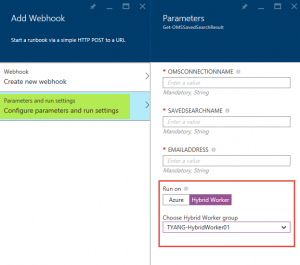 Add Webhook
Start a runbook via a simple HTTP POST to a URL
Webhook
Create new webhook
Parameters and run settings
Configure parameters and run settings
Parameters
Get-OMSSavedSearchResult
* OMSCONNECTIONNAME
Enter a value
Mandatory, String
* SAVEDSEARCHNAME
Enter a value
Mandatory, String
* EMAILADDRESS
Enter a value
Mandatory, String
Run on
Azure Hybrid Worker
Choose Hybrid Worker group
TYANG-HybridWorker01